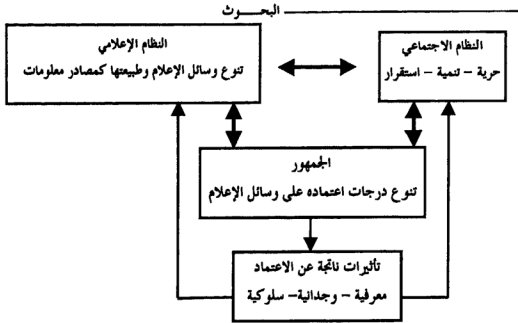 البحـــوث
النظام الاجتماعي
حرية – تنمية – استقرار
النظام الإعلامي
تنوع وسائل الإعلام وطبيعتها كمصادر معلومات
الجمهور
تنوع درجات اعتماده على وسائل الإعلام
تأثيرات ناتجة عن الاعتماد
معرفية – وجدانية– سلوكية